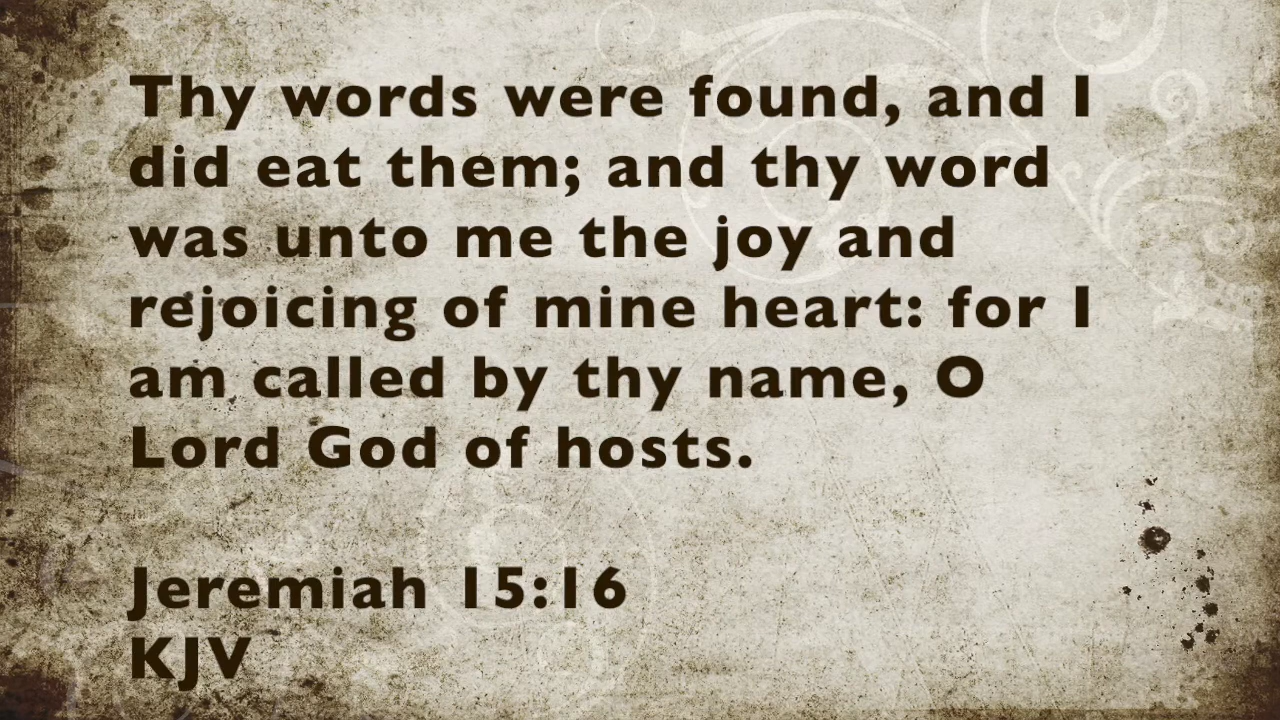 Thy words were found, and I
did eat them; and thy word
was unto me the joy and
rejoicing of mine heart: for I
am called by thy name, O
Lord God of hosts.
Jeremiah 15:16
KJV